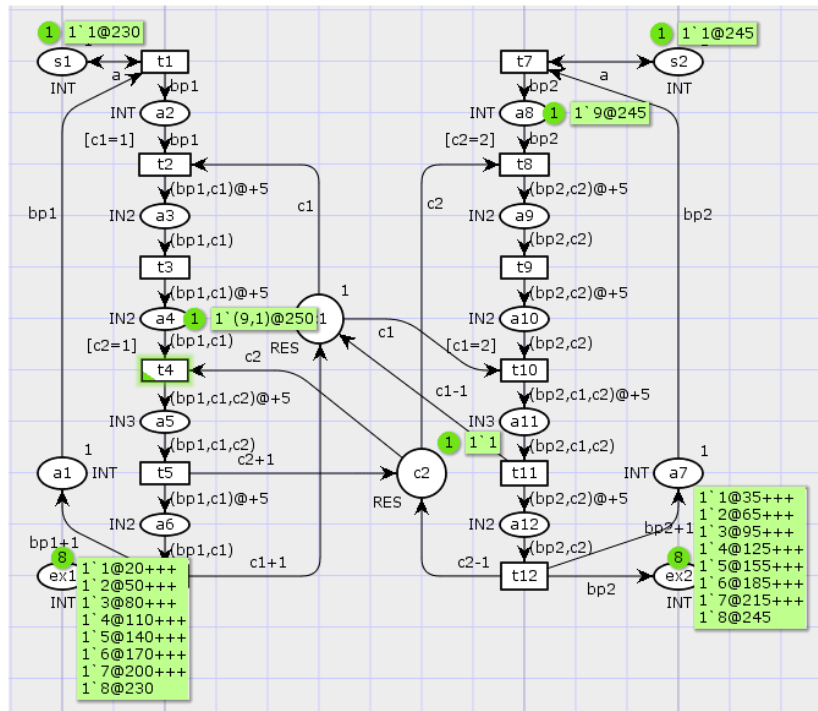 1 1`1@230
s1
INT
a
t1
bp1
INT a2
[c1=1] bp1
t2
(bp1,c1)@+5
IN2 a3
(bp1,c1)
t3
(bp1,c1)@+5
IN2 a4 1 1`(9,1)@250
[c2=1] (bp1,c1)
t4
(bp1,c1,c2)@+5
IN3 a5
(bp1,c1,c2)
t5
c2+1
(bp1,c1)@+5
IN2 a6
(bp1,c1)
c1+1
bp1
1
a1 INT
bp1+1
8
ex1
INT
1`1@20+++
1`2@50+++
1`3@80+++
1`4@110+++
1`5@140+++
1`6@170+++
1`7@200+++
1`8@230
c1
1
1
RES
c1
c2
c1-1
c2
1 1`1
c2
RES
1 1`1@245
s2
INT
a
t7
bp2
INT a8 1 1`9@245
[c2=2] bp2
t8
(bp2,c2)@+5
IN2 a9
(bp2,c2)
t9
(bp2,c2)@+5
IN2 a10
[c1=2] (bp2,c2)
t10
(bp2,c1,c2)@+5
IN3 a11
(bp2,c1,c2)
t11
(bp2,c2)@+5
IN2 a12
(bp2,c2)
c2-1
t12
bp2
bp2
1
INT a7
bp2+1
8
ex2
INT
1`1@35+++
1`2@65+++
1`3@95+++
1`4@125+++
1`5@155+++
1`6@185+++
1`7@215+++
1`8@245